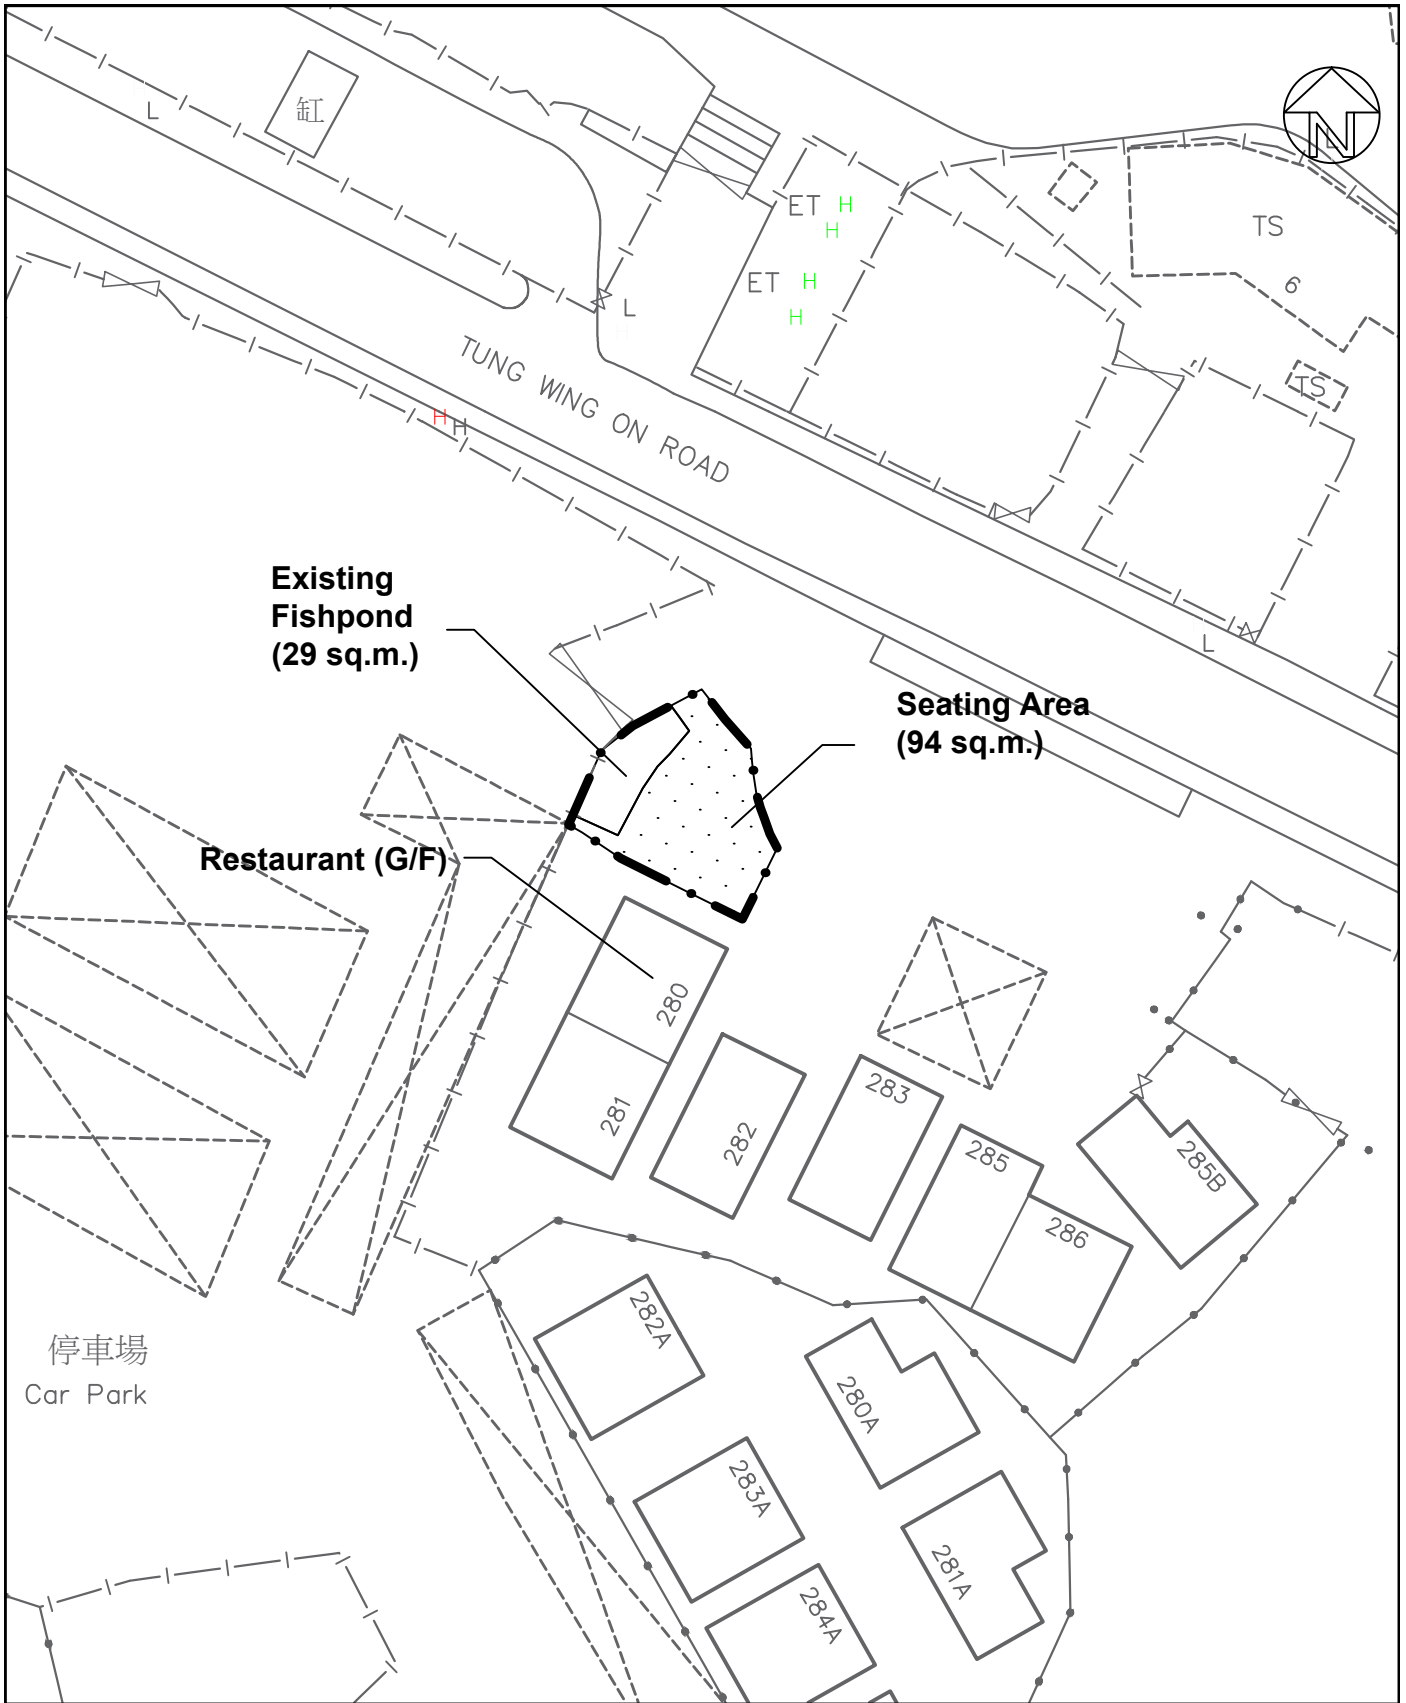 缸
L
N
L
ET H
H
TS
ET H
H
6
L
TUNG WING ON ROAD
TS
H
H
Existing
Fishpond
(29 sq.m.)
L
Seating Area
(94 sq.m.)
Restaurant (G/F)
280
281
282
283
285
285B
286
282A
停車場
Car Park
280A
283A
281A
284A